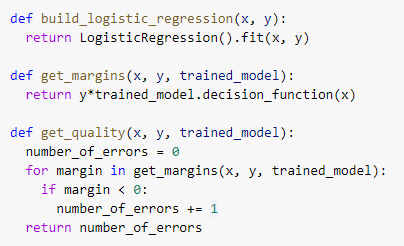 def build_logistic_regression(x, y):
  return LogisticRegression().fit(x, y)

def get_margins(x, y, trained_model):
  return y*trained_model.decision_function(x)

def get_quality(x, y, trained_model):
  number_of_errors = 0
  for margin in get_margins(x, y, trained_model):
    if margin < 0:
      number_of_errors += 1
  return number_of_errors